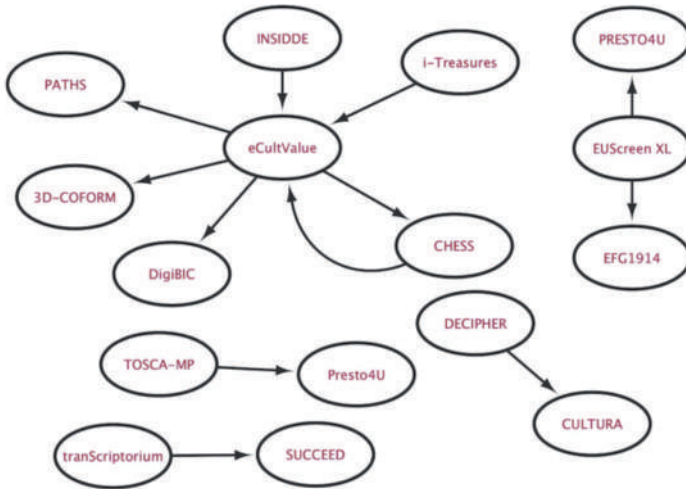 INSIDDE
PRESTO4U
i-Treasures
PATHS
eCultValue
EUScreen XL
3D-COFORM
CHESS
EFG1914
DigiBIC
DECIPHER
TOSCA-MP
Presto4U
CULTURA
tranScriptorium
SUCCEED